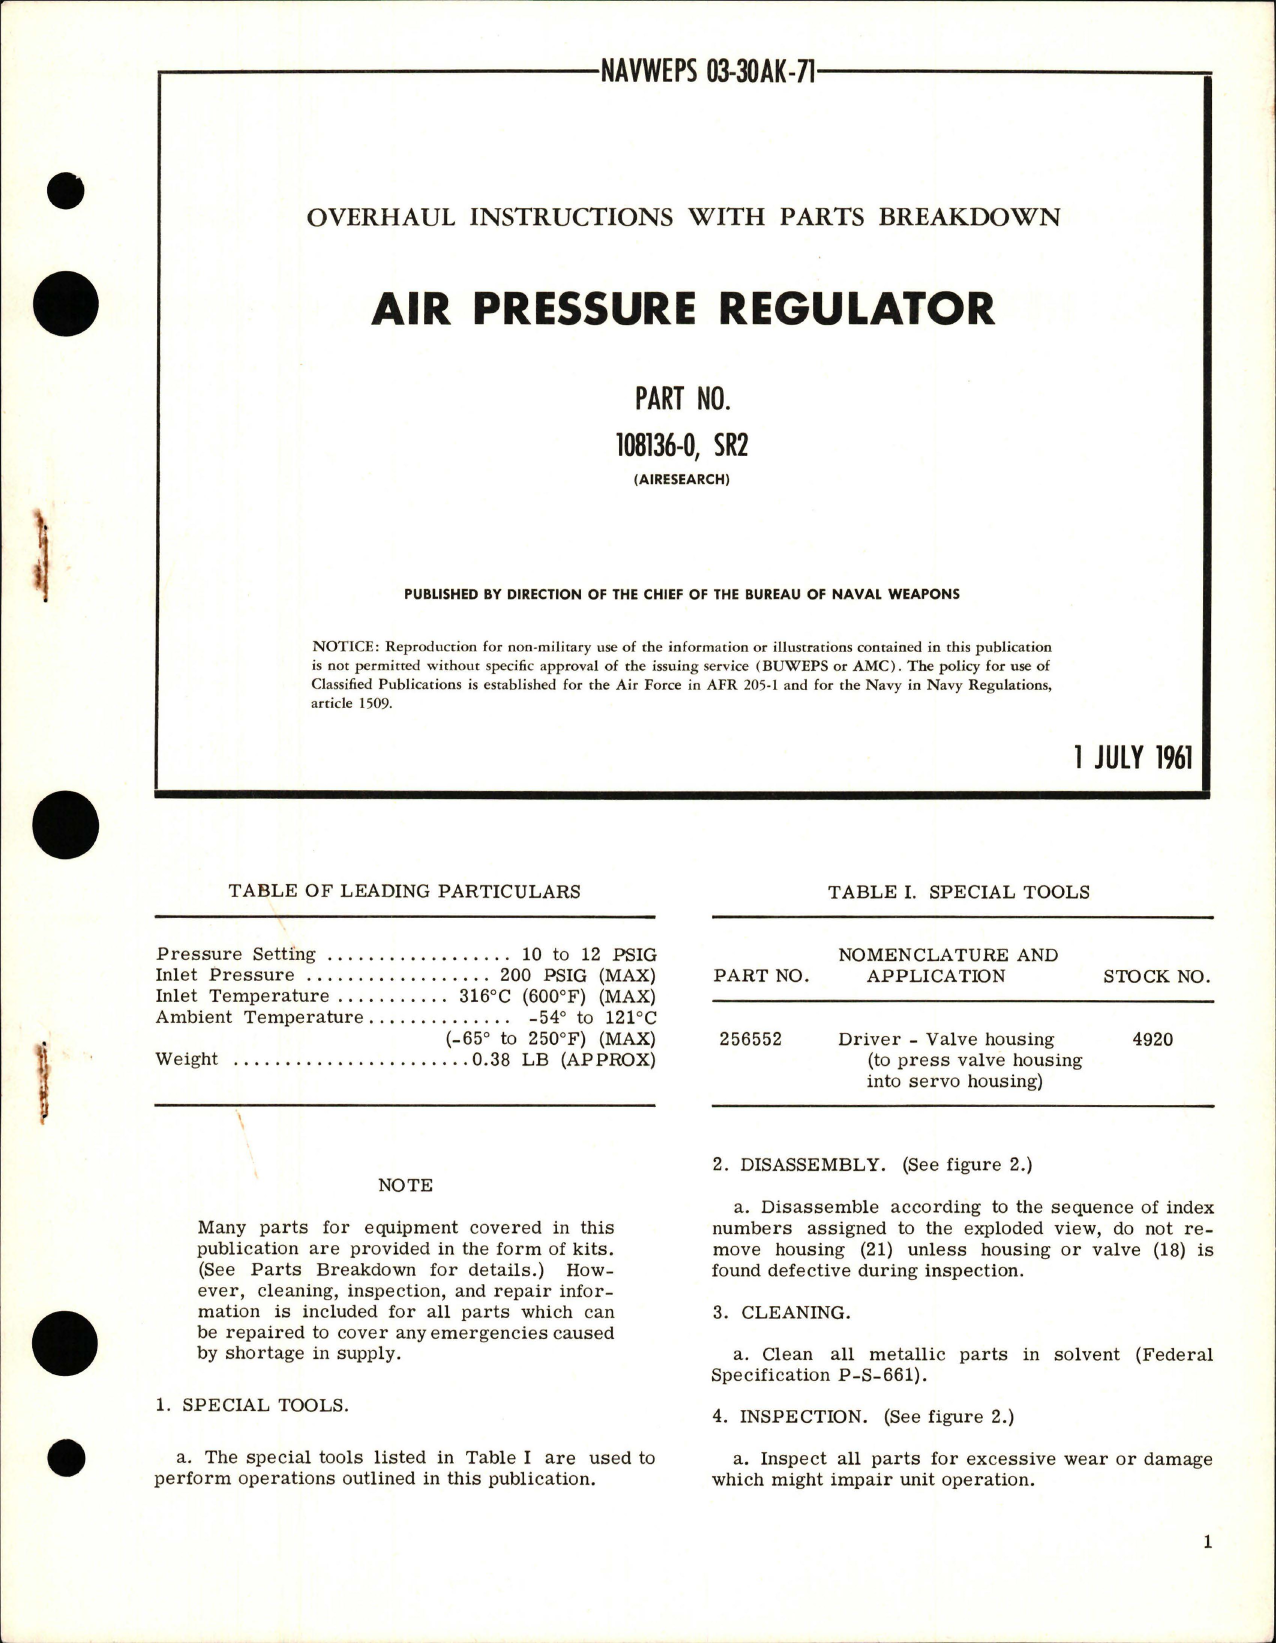 NAVWEPS 03-30AK-71
OVERHAUL INSTRUCTIONS WITH PARTS BREAKDOWN
AIR PRESSURE REGULATOR
PART NO.
108136-0, SR2
(AIRESEARCH)
PUBLISHED BY DIRECTION OF THE CHIEF OF THE BUREAU OF NAVAL WEAPONS
NOTICE: Reproduction for non-military use of the information or illustrations contained in this publication
is not permitted without specific approval of the issuing service (BUWEPS or AMC). The policy for use of
Classified Publications is established for the Air Force in AFR 205-1 and for the Navy in Navy Regulations,
article 1509.
1 JULY 1961
TABLE OF LEADING PARTICULARS
Pressure Setting .................. 10 to 12 PSIG
Inlet Pressure .................. 200 PSIG (MAX)
Inlet Temperature ........... 316°C (600°F) (MAX)
Ambient Temperature .............. -54° to 121°C
(-65° to 250°F) (MAX)
Weight ....................... 0.38 LB (APPROX)
NOTE
Many parts for equipment covered in this
publication are provided in the form of kits.
(See Parts Breakdown for details.) How-
ever, cleaning, inspection, and repair infor-
mation is included for all parts which can
be repaired to cover any emergencies caused
by shortage in supply.
1. SPECIAL TOOLS.
a. The special tools listed in Table I are used to
perform operations outlined in this publication.
TABLE I. SPECIAL TOOLS
NOMENCLATURE AND
PART NO. APPLICATION STOCK NO.
256552 Driver - Valve housing 4920
(to press valve housing
into servo housing)
2. DISASSEMBLY. (See figure 2.)
a. Disassemble according to the sequence of index
numbers assigned to the exploded view, do not re-
move housing (21) unless housing or valve (18) is
found defective during inspection.
3. CLEANING.
a. Clean all metallic parts in solvent (Federal
Specification P-S-661).
4. INSPECTION. (See figure 2.)
a. Inspect all parts for excessive wear or damage
which might impair unit operation.
1